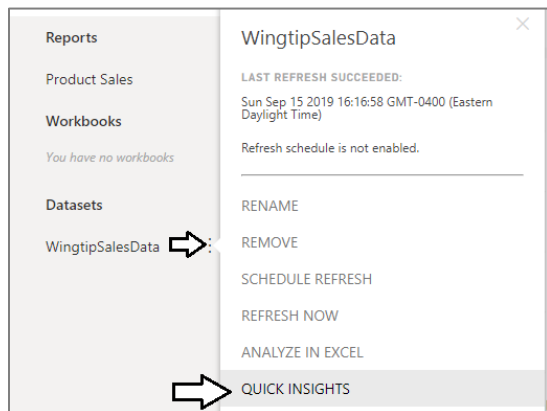 Reports
Product Sales
Workbooks
You have no workbooks
Datasets
WingtipSalesData
WingtipSalesData
LAST REFRESH SUCCEEDED:
Sun Sep 15 2019 16:16:58 GMT-0400 (Eastern
Daylight Time)
Refresh schedule is not enabled.
RENAME
REMOVE
SCHEDULE REFRESH
REFRESH NOW
ANALYZE IN EXCEL
QUICK INSIGHTS